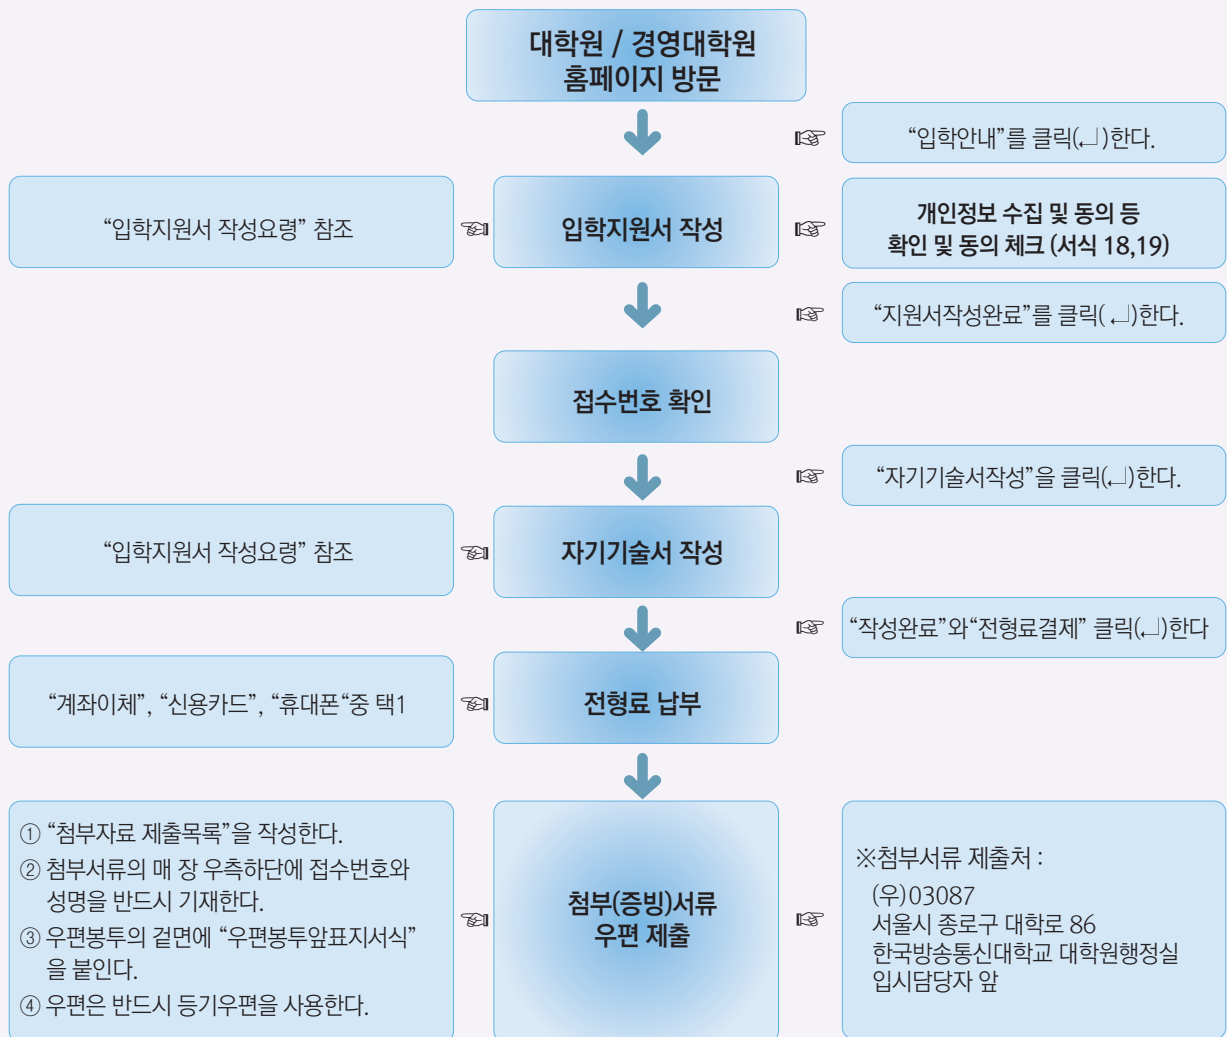 대학원 / 경영대학원
홈페이지 방문
☞
“입학안내”를 클릭(↵)한다.
“입학지원서 작성요령” 참조
☜
입학지원서 작성
☞
개인정보 수집 및 동의 등
확인 및 동의 체크 (서식 18,19)
☞
“지원서작성완료”를 클릭( ↵)한다.
접수번호 확인
☞
“자기기술서작성”을 클릭(↵)한다.
“입학지원서 작성요령” 참조
☜
자기기술서 작성
☞
“작성완료”와“전형료결제” 클릭(↵)한다
“계좌이체”, “신용카드”, “휴대폰“중 택1
☜
전형료 납부
① “첨부자료 제출목록”을 작성한다.
② 첨부서류의 매 장 우측하단에 접수번호와
성명을 반드시 기재한다.
③ 우편봉투의 겉면에 “우편봉투앞표지서식”
을 붙인다.
④ 우편은 반드시 등기우편을 사용한다.
☜
첨부(증빙)서류
우편 제출
☞
※첨부서류 제출처 :
(우)03087
서울시 종로구 대학로 86
한국방송통신대학교 대학원행정실
입시담당자 앞